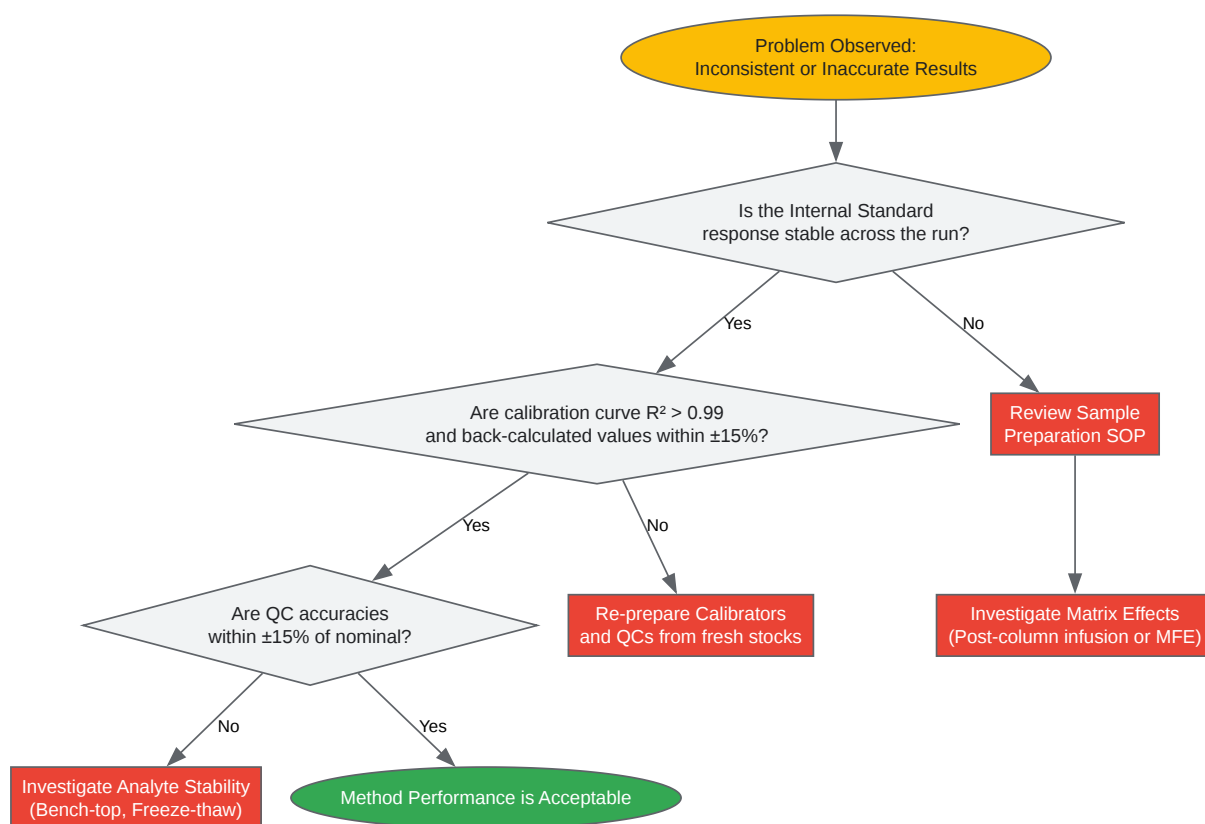 Problem Observed:
Inconsistent or Inaccurate Results
Is the Internal Standard
response stable across the run?
Yes
No
Are calibration curve R² > 0.99
and back-calculated values within ±15%?
Review Sample
Preparation SOP
Yes
No
Are QC accuracies
within ±15% of nominal?
Re-prepare Calibrators
and QCs from fresh stocks
Investigate Matrix Effects
(Post-column infusion or MFE)
No
Yes
Investigate Analyte Stability
(Bench-top, Freeze-thaw)
Method Performance is Acceptable